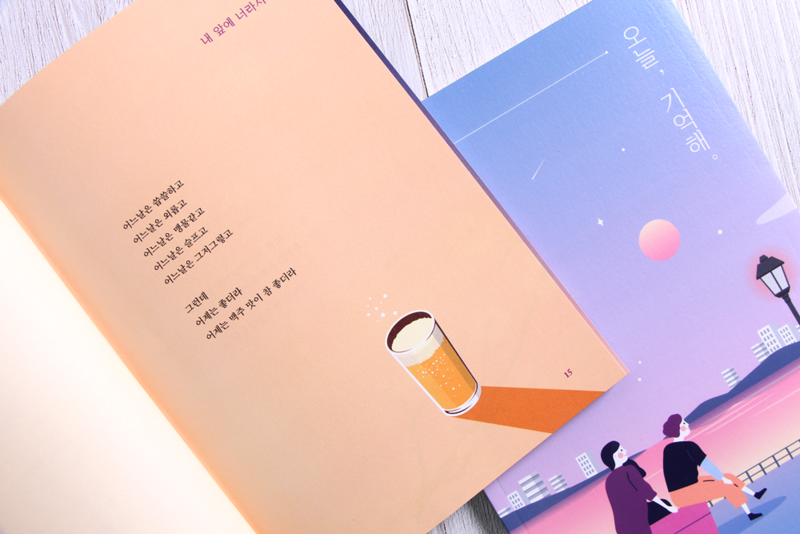 내 앞에 너라서
어느날은 씁쓸하고
어느날은 외롭고
어느날은 맹물같고
어느날은 슬프고
어느날은 그저그렇고
그런데
어제는 좋더라
어제는 맥주 맛이 참 좋더라
15
오늘,
기억해。